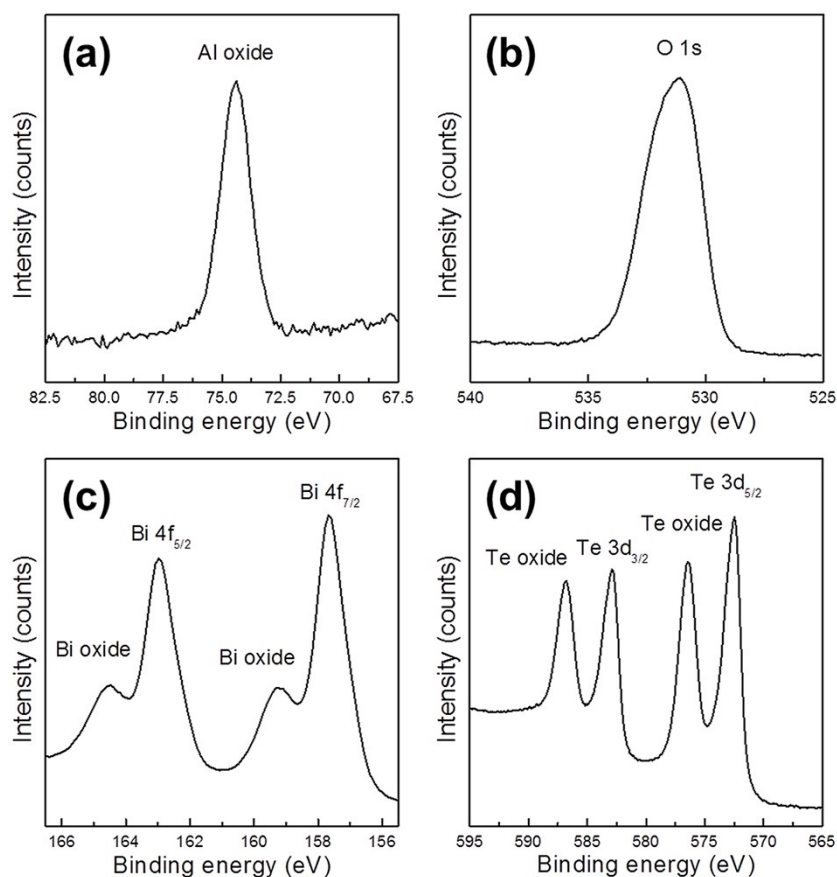 (a)
Al oxide
Intensity (counts)
82.5 80.0 77.5 75.0 72.5 70.0 67.5
Binding energy (eV)
(b)
O 1s
Intensity (counts)
540 535 530 525
Binding energy (eV)
(c)
Bi 4f7/2
Bi 4f5/2
Bi oxide
Bi oxide
Intensity (counts)
166 164 162 160 158 156
Binding energy (eV)
(d)
Te 3d5/2
Te oxide
Te oxide Te 3d3/2
Intensity (counts)
595 590 585 580 575 570 565
Binding energy (eV)